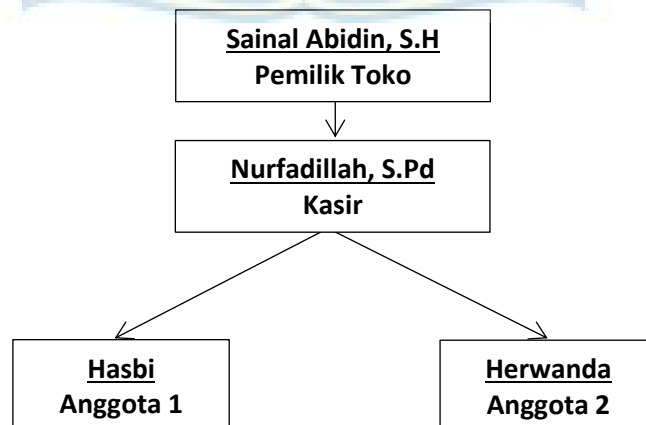 Sainal Abidin, S.H
Pemilik Toko
Nurfadillah, S.Pd
Kasir
Hasbi
Anggota 1
Herwanda
Anggota 2